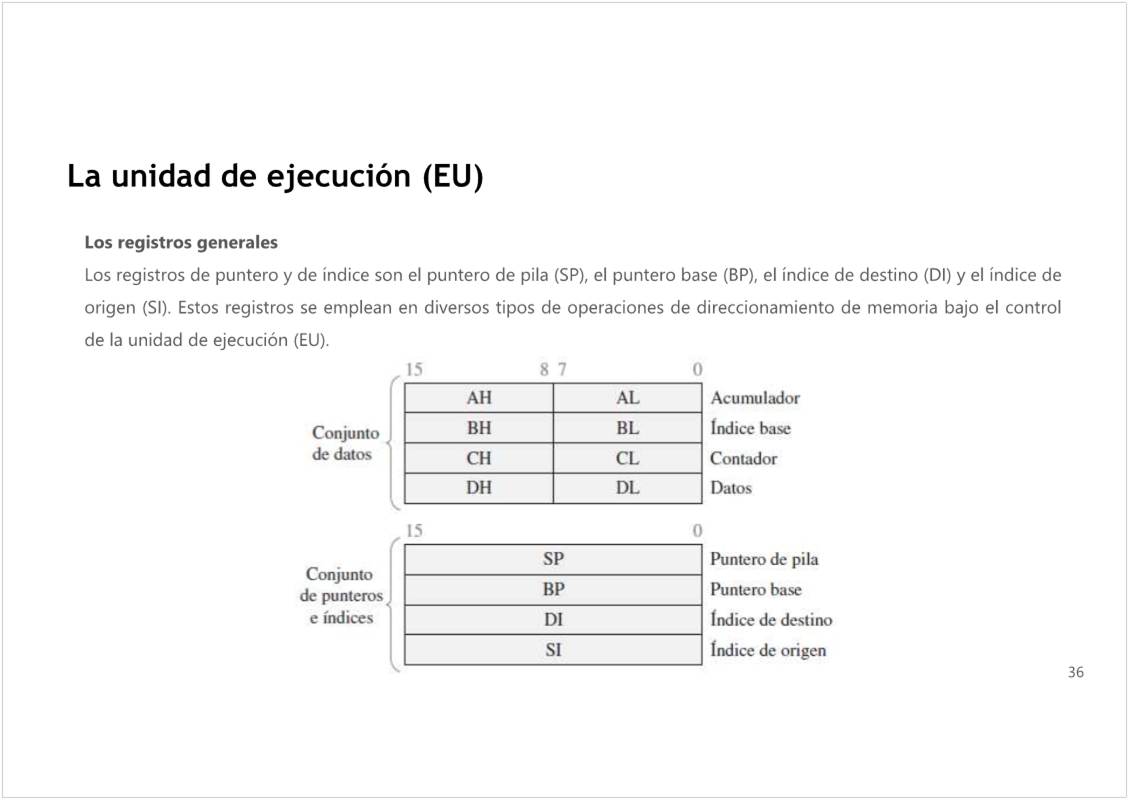 La unidad de ejecución (EU)
Los registros generales
Los registros de puntero y de índice son el puntero de pila (SP), el puntero base (BP), el índice de destino (DI) y el índice de
origen (SI). Estos registros se emplean en diversos tipos de operaciones de direccionamiento de memoria bajo el control
de la unidad de ejecución (EU).
15 8 7 0
AH AL Acumulador
BH BL Índice base
Conjunto
de datos
CH CL Contador
DH DL Datos
15 0
SP Puntero de pila
Conjunto
de punteros
e índices
BP Puntero base
DI Índice de destino
SI Índice de origen
36